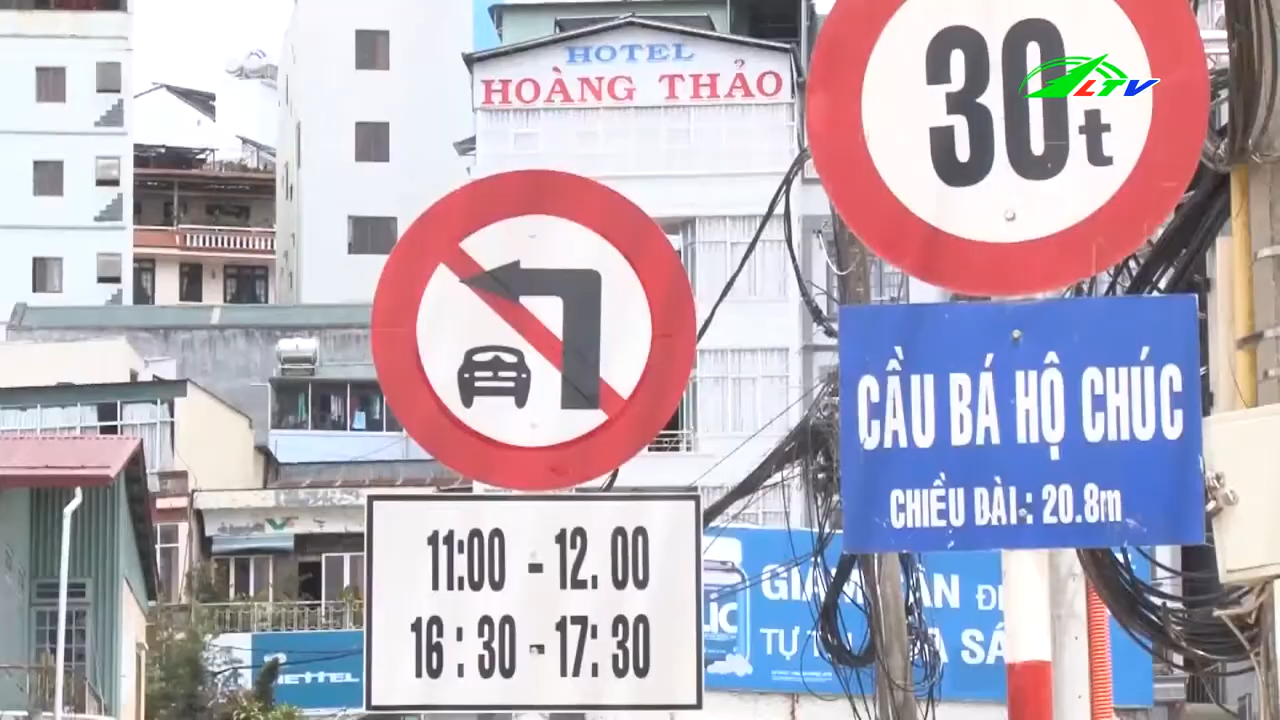 HOTEL
HOÀNG THẢO
30t
LTV
CẦU BÁ HỘ CHÚC
CHIỀU DÀI : 20.8m
11:00 - 12. 00
16 : 30 - 17: 30
TỰ
viettel